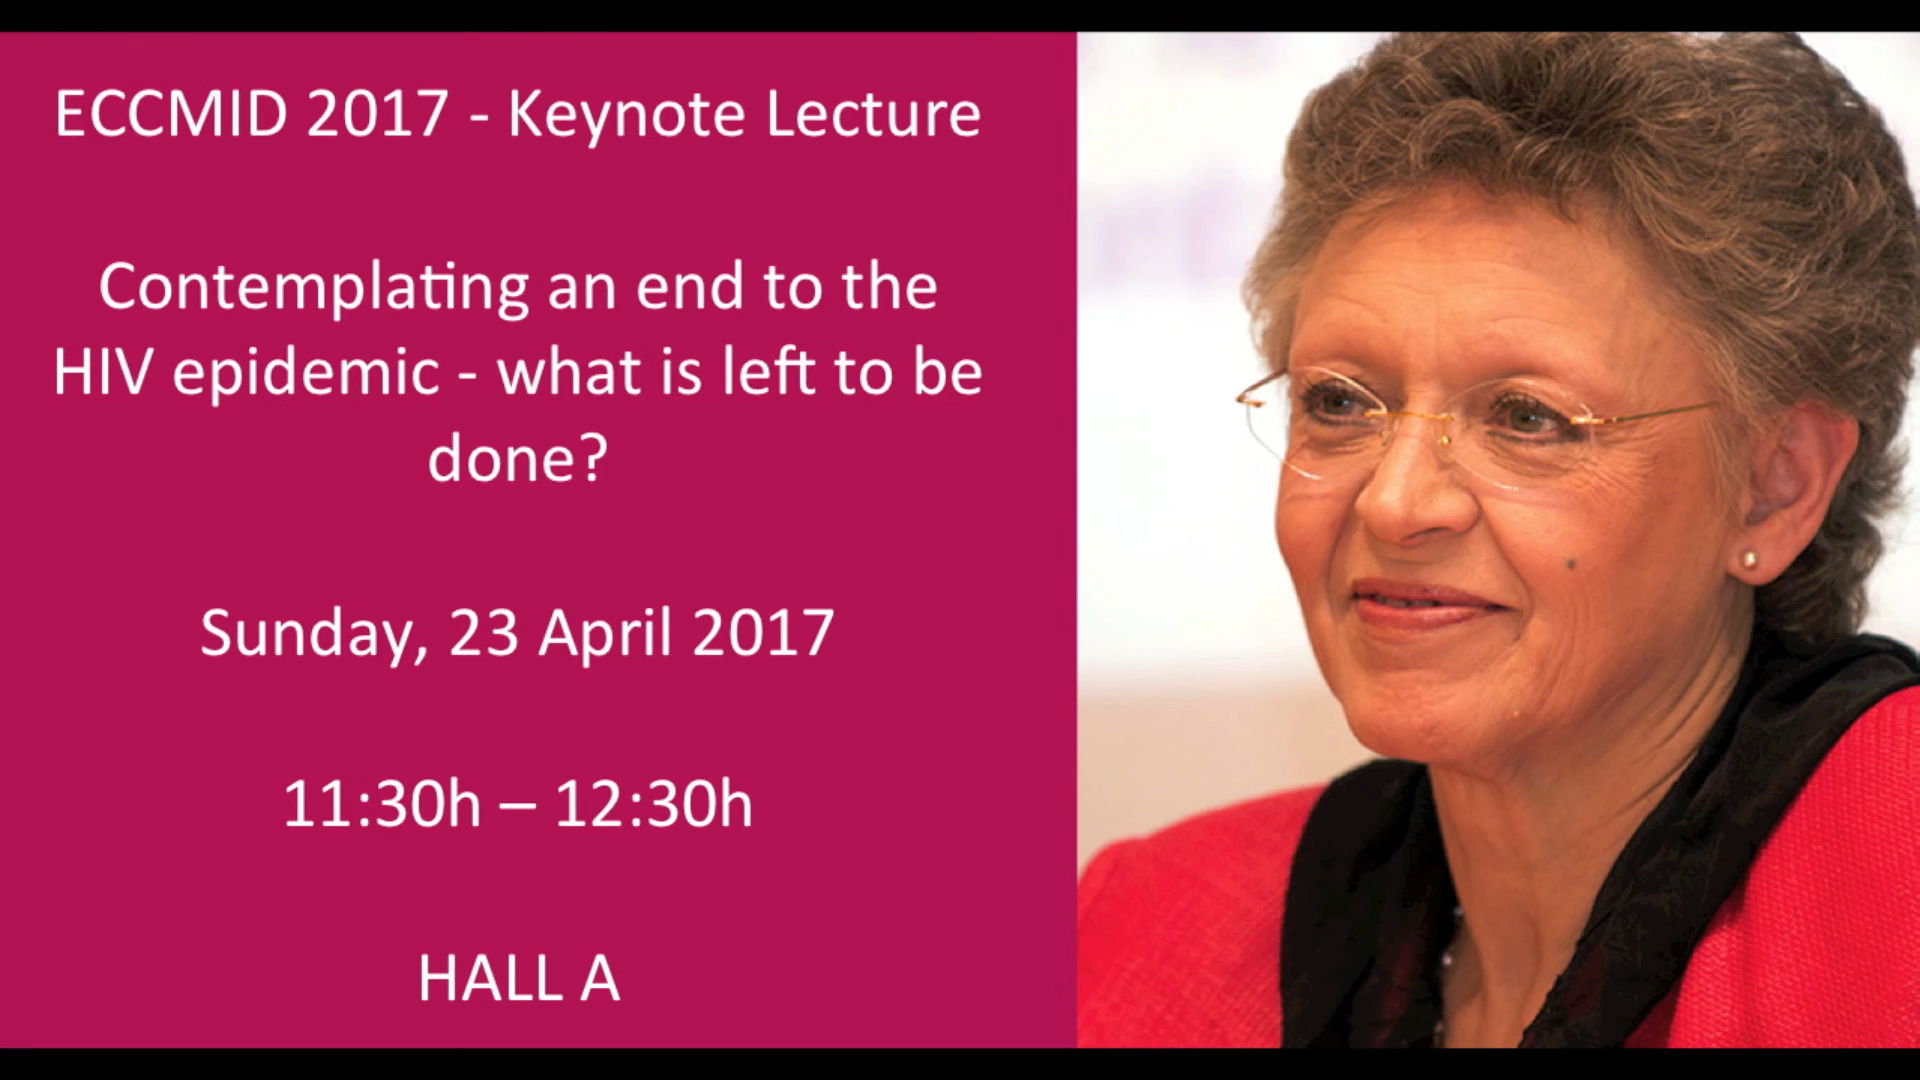 ECCMID 2017 - Keynote Lecture
Contemplating an end to the
HIV epidemic - what is left to be
done?
Sunday, 23 April 2017
11:30h – 12:30h
HALL A